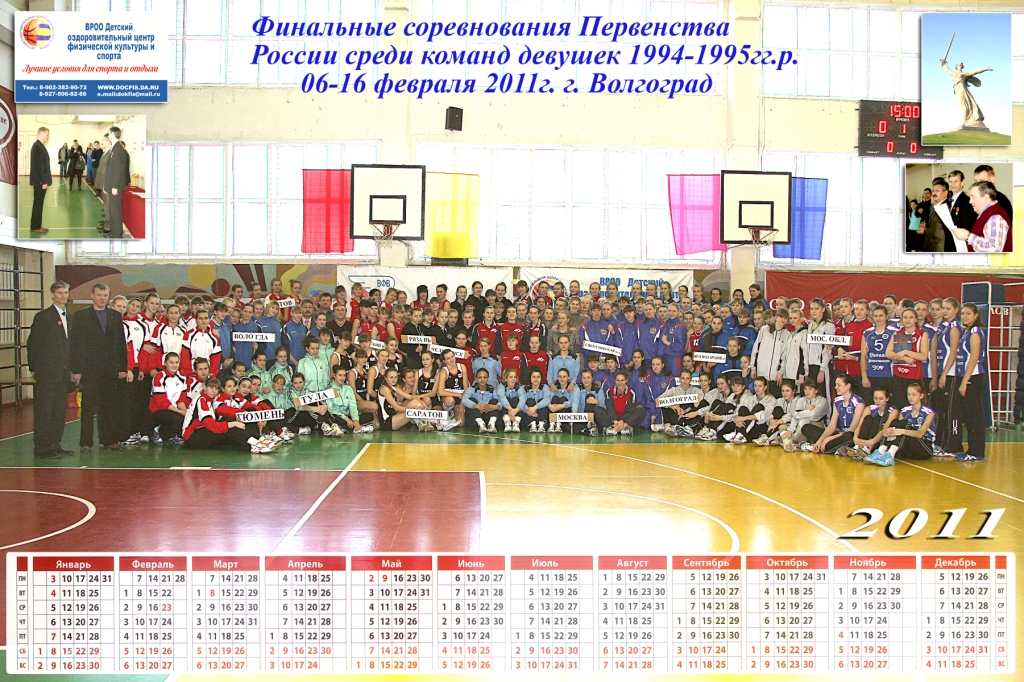 ВРОО Детский
оздоровительный центр
физической культуры и
спорта
Лучшие условия для спорта и отдыха
Тел.: 8-902-382-90-72 WWW.DOCFIS.DA.RU
8-927-506-82-86 e.mail:dokfis@mail.ru
Финальные соревнования Первенства
России среди команд девушек 1994-1995гг.р.
06-16 февраля 2011г. г. Волгоград
15:00
ВРЕМЯ
0 1
0 0
ВРОО Детский
ВОЛОГДА
РЯЗАНЬ
МОС. ОБЛ.
ТЮМЕНЬ
ТУЛА
САРАТОВ
МОСКВА
ВОЛГОГРАД
5
7
2011
Январь Февраль Март Апрель Май Июнь Июль Август Сентябрь Октябрь Ноябрь Декабрь
ПН 3 10 17 24 31 7 14 21 28 7 14 21 28 4 11 18 25 2 9 16 23 30 6 13 20 27 4 11 18 25 1 8 15 22 29 5 12 19 26 3 10 17 24 31 7 14 21 28 5 12 19 26 ПН
ВТ 4 11 18 25 1 8 15 22 1 8 15 22 29 5 12 19 26 3 10 17 24 31 7 14 21 28 5 12 19 26 2 9 16 23 30 6 13 20 27 4 11 18 25 1 8 15 22 29 6 13 20 27 ВТ
СР 5 12 19 26 2 9 16 23 2 9 16 23 30 6 13 20 27 4 11 18 25 1 8 15 22 29 6 13 20 27 3 10 17 24 31 7 14 21 28 5 12 19 26 2 9 16 23 30 7 14 21 28 СР
ЧТ 6 13 20 27 3 10 17 24 3 10 17 24 31 7 14 21 28 5 12 19 26 2 9 16 23 30 7 14 21 28 4 11 18 25 1 8 15 22 29 6 13 20 27 3 10 17 24 1 8 15 22 29 ЧТ
ПТ 7 14 21 28 4 11 18 25 4 11 18 25 1 8 15 22 29 6 13 20 27 3 10 17 24 1 8 15 22 29 5 12 19 26 2 9 16 23 30 7 14 21 28 4 11 18 25 2 9 16 23 30 ПТ
СБ 1 8 15 22 29 5 12 19 26 5 12 19 26 2 9 16 23 30 7 14 21 28 4 11 18 25 2 9 16 23 30 6 13 20 27 3 10 17 24 1 8 15 22 29 5 12 19 26 3 10 17 24 31 СБ
ВС 2 9 16 23 30 6 13 20 27 6 13 20 27 3 10 17 24 1 8 15 22 29 5 12 19 26 3 10 17 24 31 7 14 21 28 4 11 18 25 2 9 16 23 30 6 13 20 27 4 11 18 25 ВС